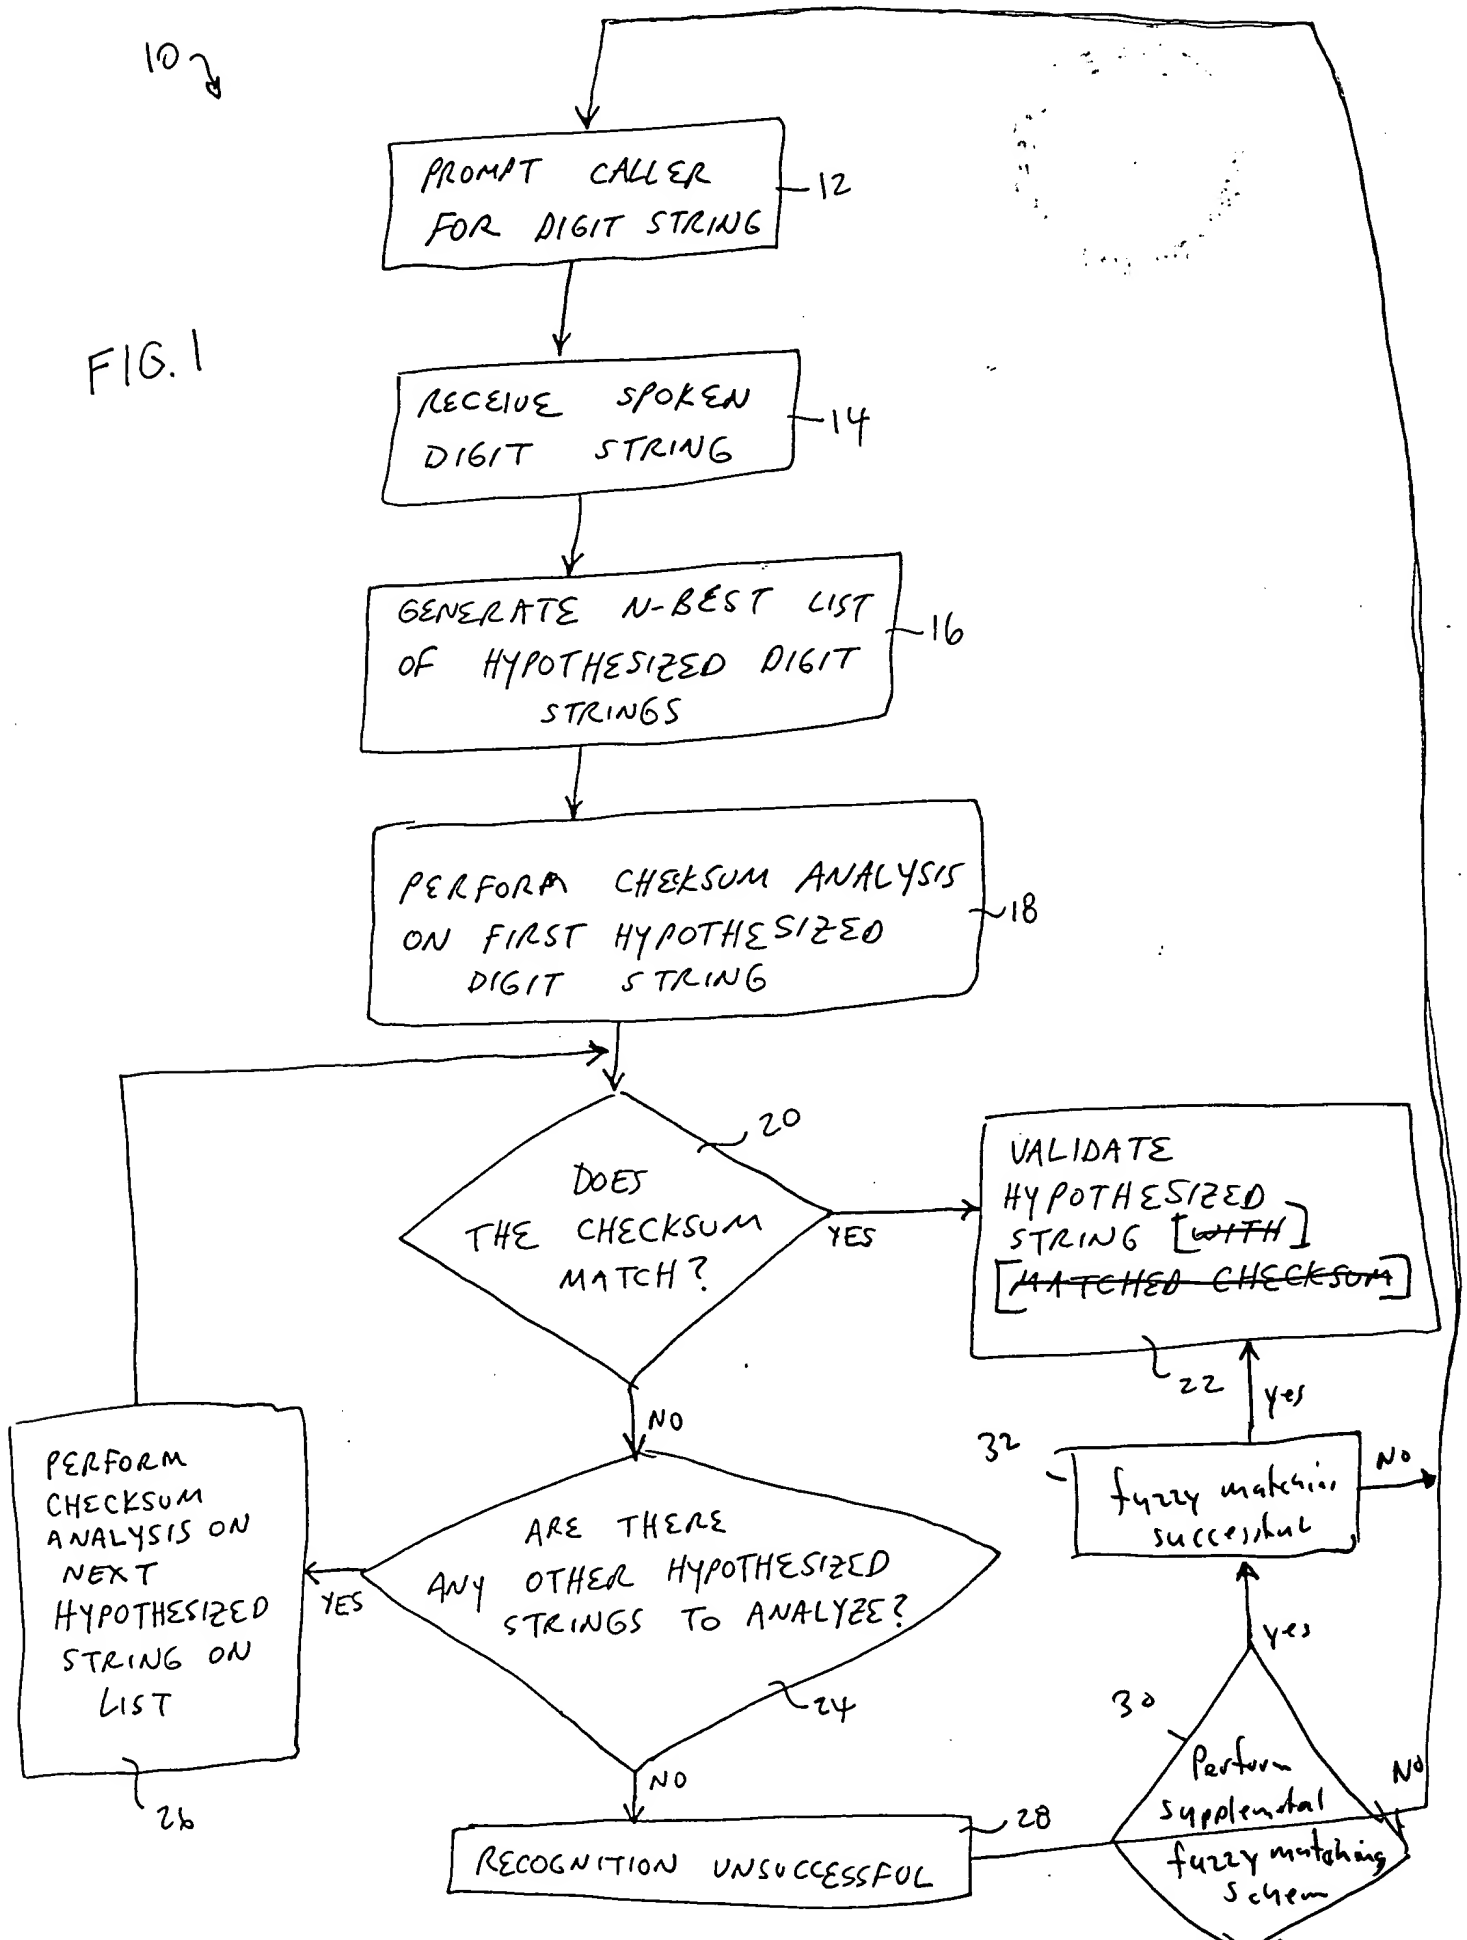 10
PROMPT CALLER
FOR DIGIT STRING
12
FIG. 1
RECEIVE SPOKEN
DIGIT STRING
14
GENERATE N-BEST LIST
OF HYPOTHESIZED DIGIT
STRINGS
16
PERFORM CHEKSUM ANALYSIS
ON FIRST HYPOTHESIZED
DIGIT STRING
18
20
DOES
THE CHECKSUM
MATCH?
YES
NO
VALIDATE
HYPOTHESIZED
STRING [WITH]
[MATCHED CHECKSUM]
22
yes
32
fuzzy matching
successful
No
PERFORM
CHECKSUM
ANALYSIS ON
NEXT
HYPOTHESIZED
STRING ON
LIST
26
YES
ARE THERE
ANY OTHER HYPOTHESIZED
STRINGS TO ANALYZE?
24
NO
yes
30
Perform
supplemetal
fuzzy matching
schem
No
RECOGNITION UNSUCCESSFUL
28